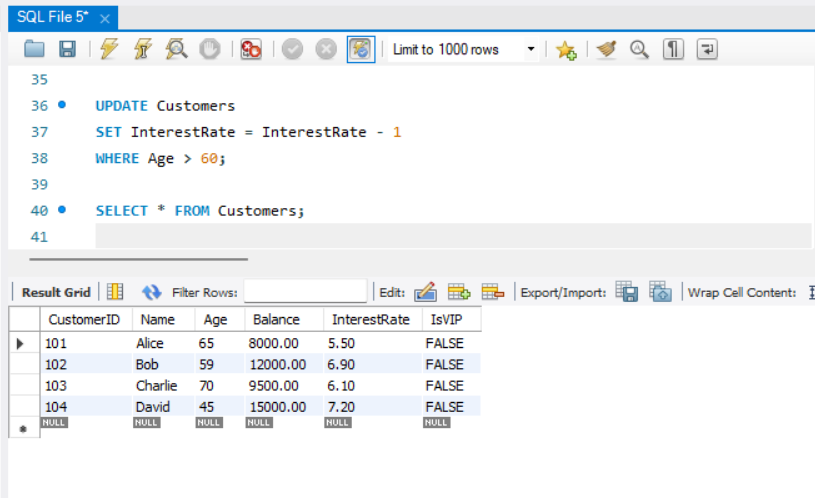 SQL File 5* ×
Limit to 1000 rows
35
36 UPDATE Customers
37 SET InterestRate = InterestRate - 1
38 WHERE Age > 60;
39
40 SELECT * FROM Customers;
41
Result Grid Filter Rows: Edit: Export/Import: Wrap Cell Content:
CustomerID Name Age Balance InterestRate IsVIP
101 Alice 65 8000.00 5.50 FALSE
102 Bob 59 12000.00 6.90 FALSE
103 Charlie 70 9500.00 6.10 FALSE
104 David 45 15000.00 7.20 FALSE
NULL NULL NULL NULL NULL NULL